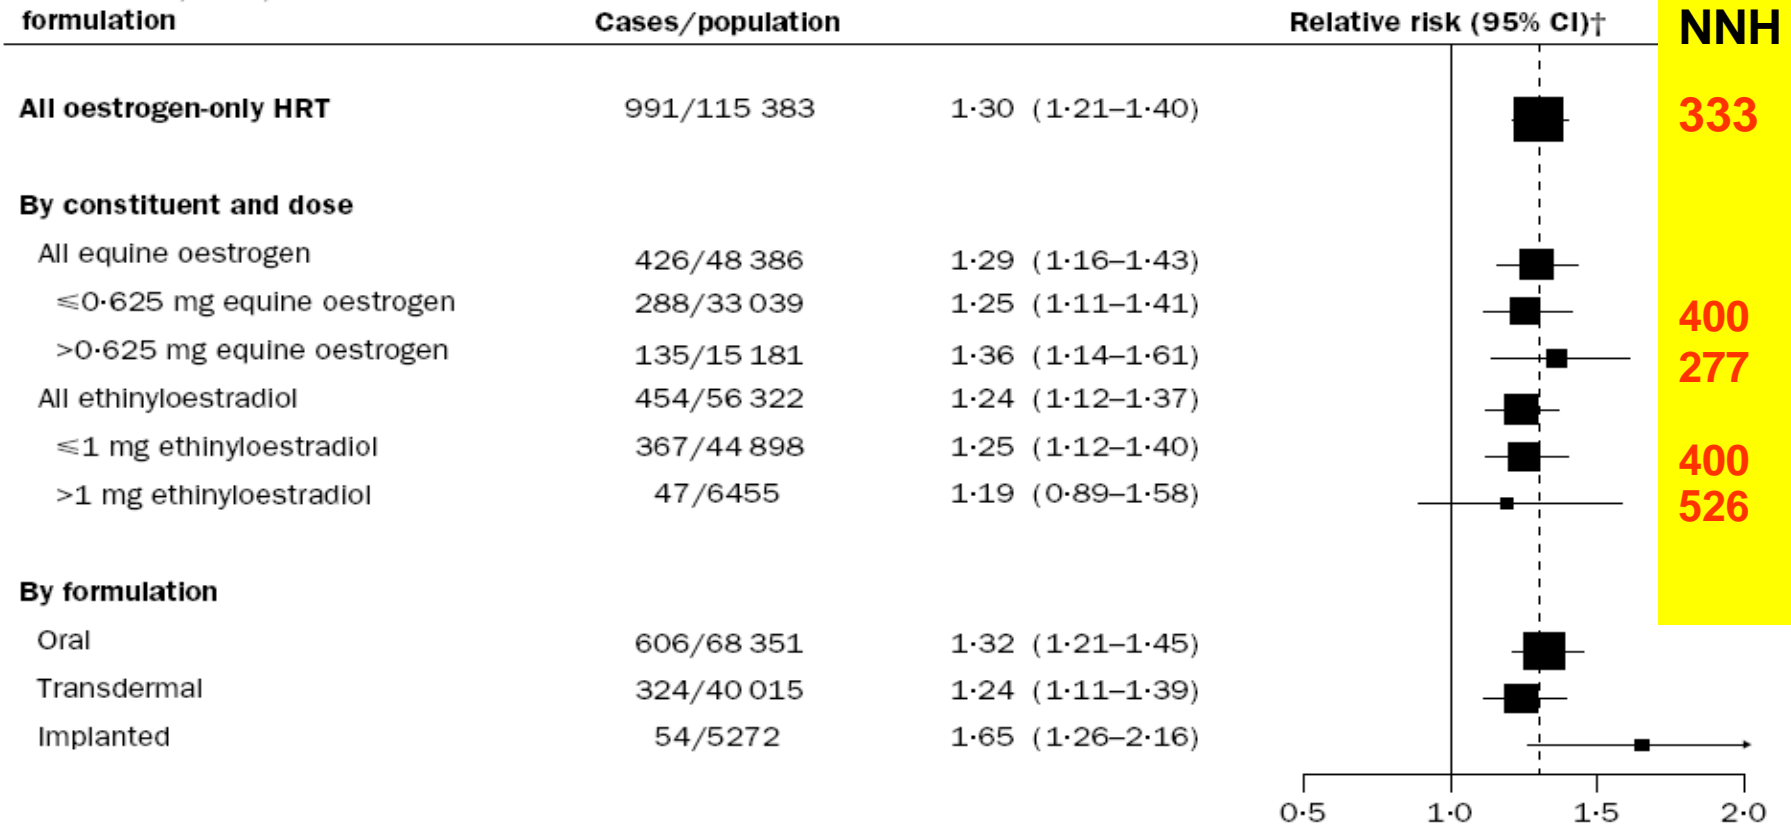 formulation Cases/population Relative risk (95% CI)† NNH
All oestrogen-only HRT 991/115 383 1·30 (1·21–1·40) 333
By constituent and dose
All equine oestrogen 426/48 386 1·29 (1·16–1·43)
≤0·625 mg equine oestrogen 288/33 039 1·25 (1·11–1·41) 400
>0·625 mg equine oestrogen 135/15 181 1·36 (1·14–1·61) 277
All ethinyloestradiol 454/56 322 1·24 (1·12–1·37)
≤1 mg ethinyloestradiol 367/44 898 1·25 (1·12–1·40) 400
>1 mg ethinyloestradiol 47/6455 1·19 (0·89–1·58) 526
By formulation
Oral 606/68 351 1·32 (1·21–1·45)
Transdermal 324/40 015 1·24 (1·11–1·39)
Implanted 54/5272 1·65 (1·26–2·16)
0·5 1·0 1·5 2·0